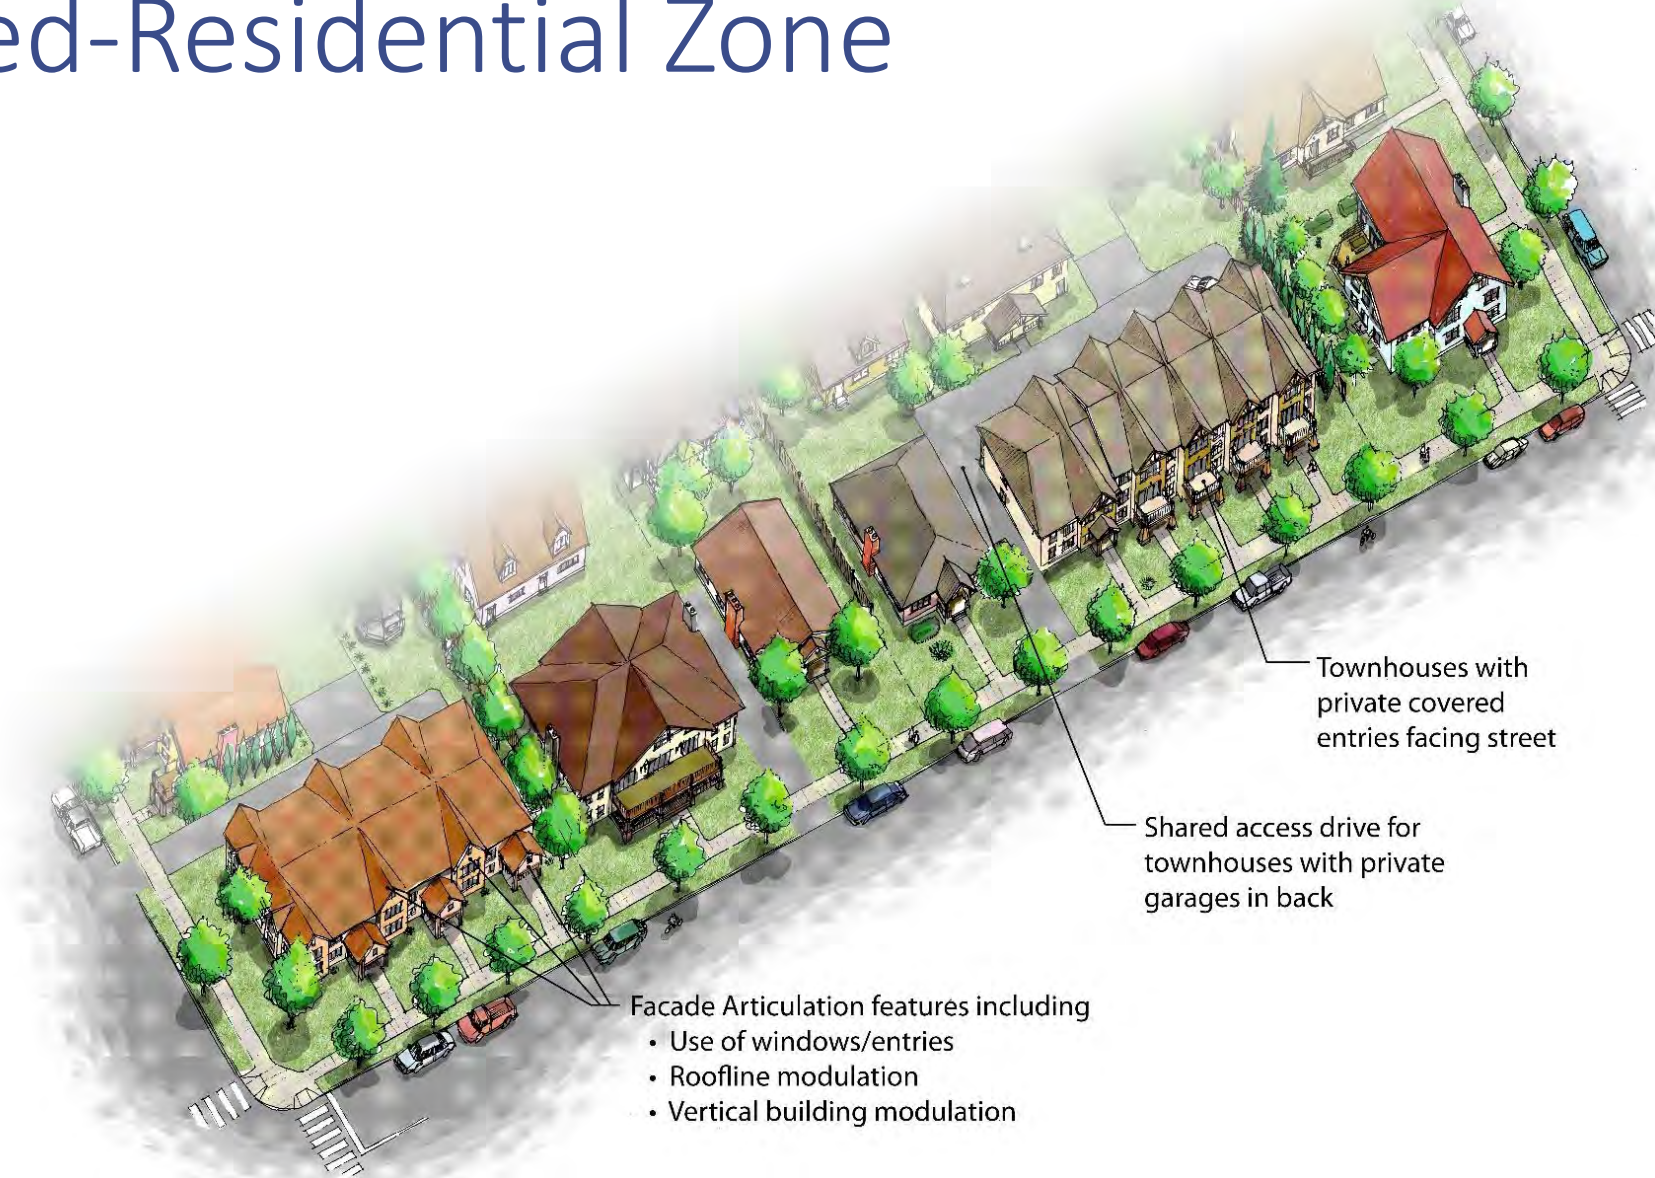 ed-Residential Zone
Townhouses with
private covered
entries facing street
Shared access drive for
townhouses with private
garages in back
Facade Articulation features including
• Use of windows/entries
• Roofline modulation
• Vertical building modulation